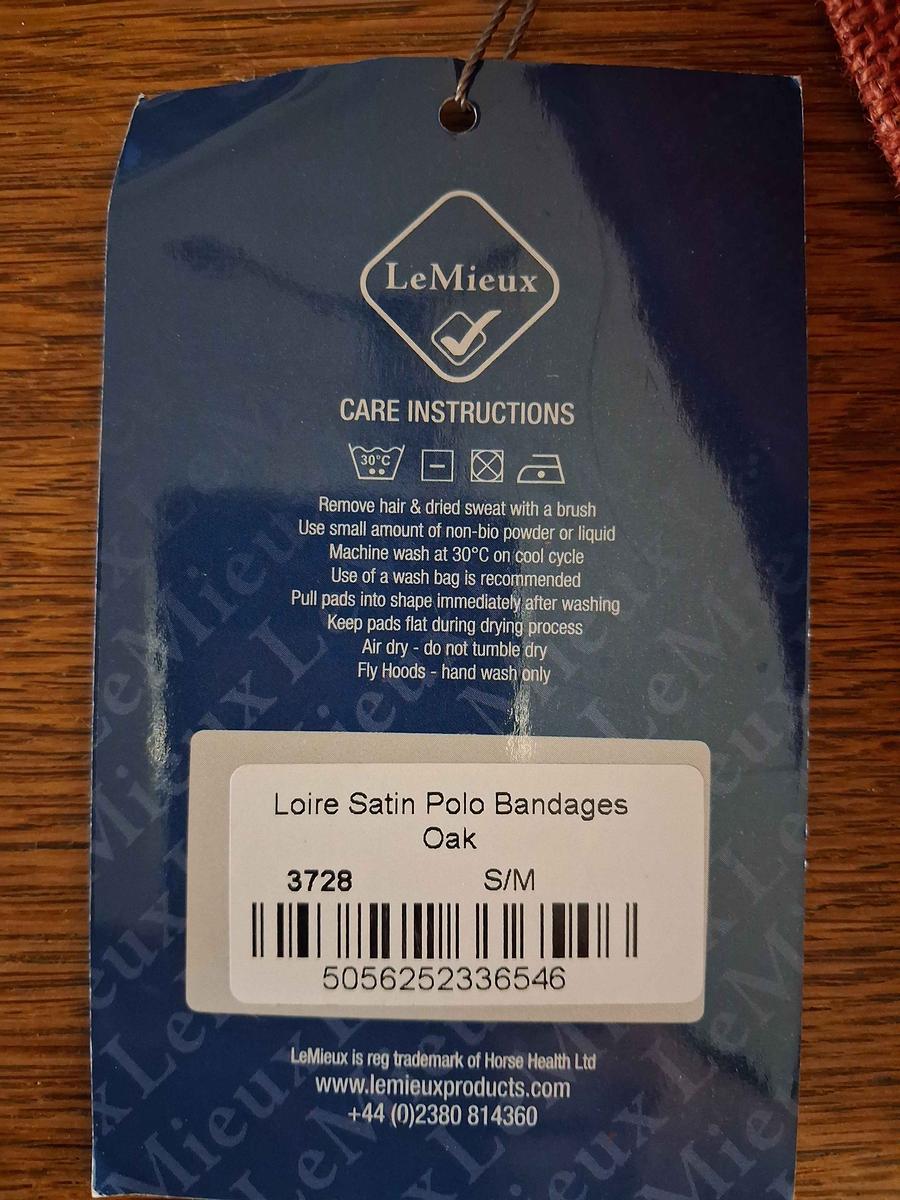 LeMieux
CARE INSTRUCTIONS
30°C
Remove hair & dried sweat with a brush
Use small amount of non-bio powder or liquid
Machine wash at 30°C on cool cycle
Use of a wash bag is recommended
Pull pads into shape immediately after washing
Keep pads flat during drying process
Air dry - do not tumble dry
Fly Hoods - hand wash only
Loire Satin Polo Bandages
Oak
3728 S/M
5056252336546
LeMieux is reg trademark of Horse Health Ltd
www.lemieuxproducts.com
+44 (0)2380 814360